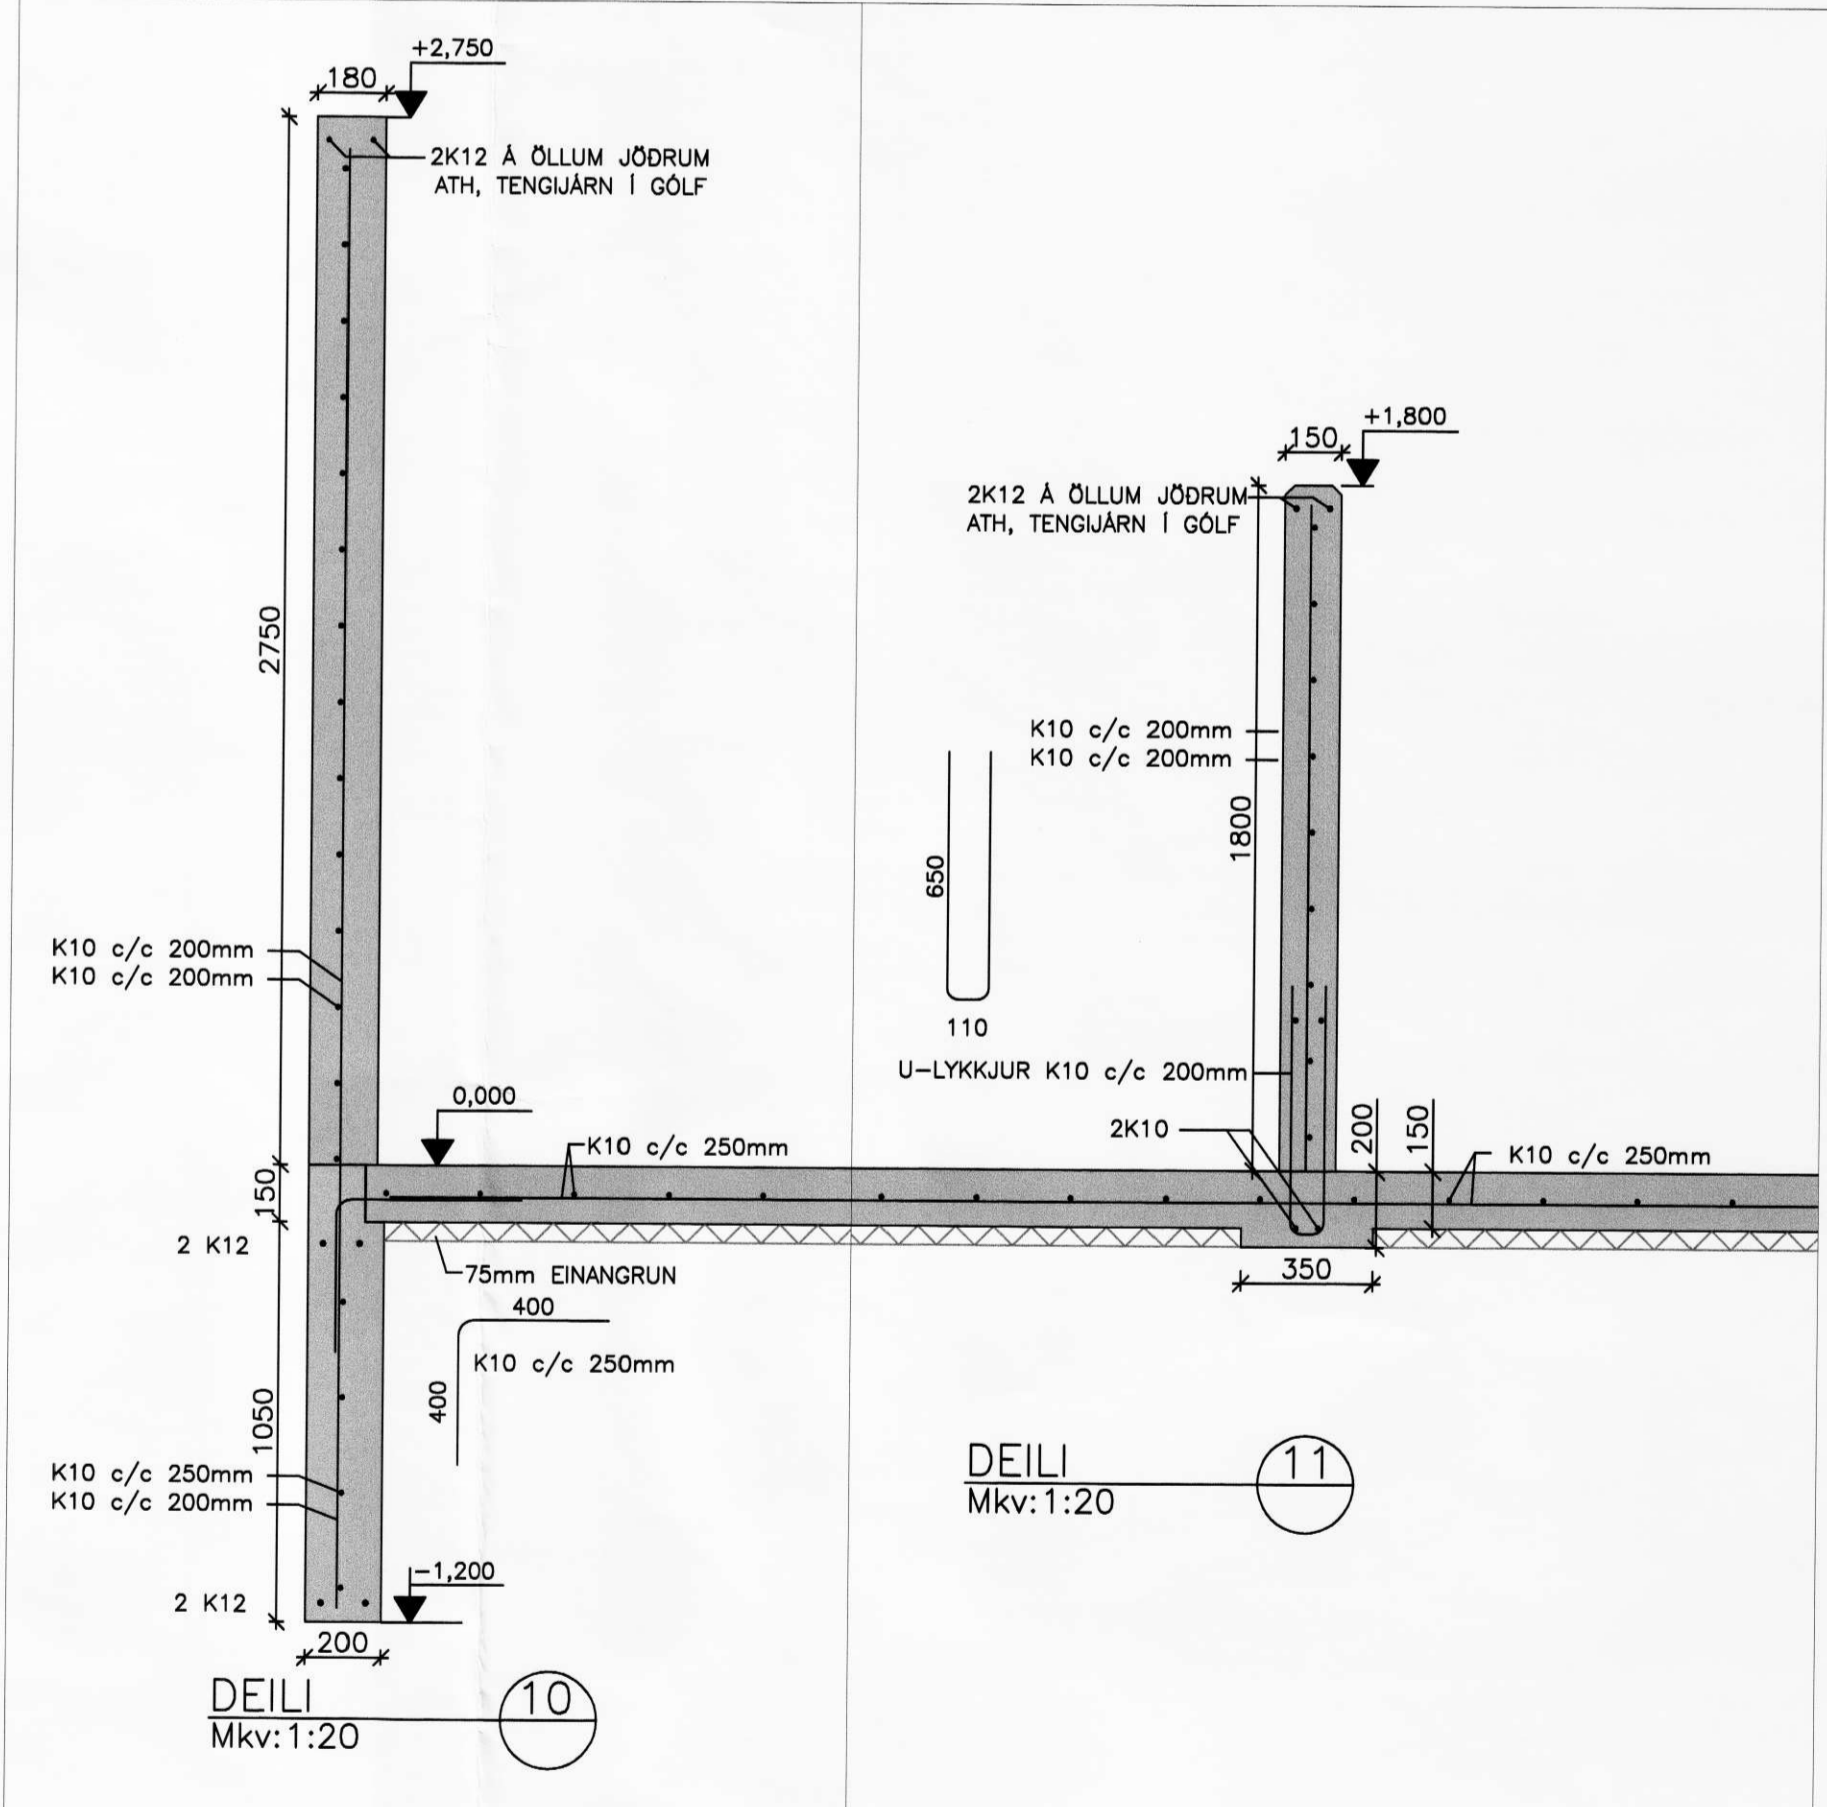 +2,750
180
2K12 Á ÖLLUM JÖÐRUM
ATH, TENGIJÁRN Í GÓLF
2750
K10 c/c 200mm
K10 c/c 200mm
0,000
K10 c/c 250mm
150
2 K12
75mm EINANGRUN
400
K10 c/c 250mm
400
1050
K10 c/c 250mm
K10 c/c 200mm
-1,200
2 K12
200
DEILI
10
Mkv:1:20
+1,800
150
2K12 Á ÖLLUM JÖÐRUM
ATH, TENGIJÁRN Í GÓLF
K10 c/c 200mm
K10 c/c 200mm
1800
650
110
U-LYKKJUR K10 c/c 200mm
2K10
200
150
K10 c/c 250mm
350
DEILI
11
Mkv:1:20